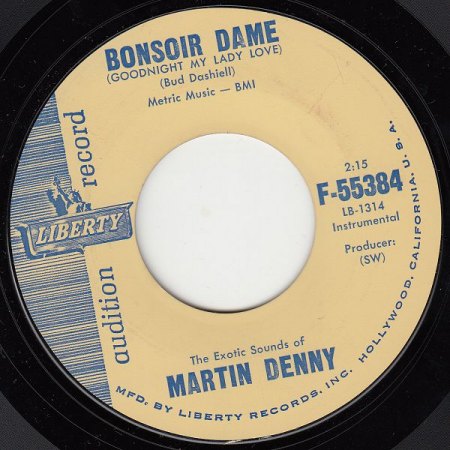 BONSOIR DAME
(GOODNIGHT MY LADY LOVE)
(Bud Dashiell)
Metric Music — BMI
audition record
LIBERTY
2:15
F-55384
LB-1314
Instrumental
Producer:
(SW)
The Exotic Sounds of
MARTIN DENNY
MFD. BY LIBERTY RECORDS, INC. HOLLYWOOD, CALIFORNIA, U. S. A.